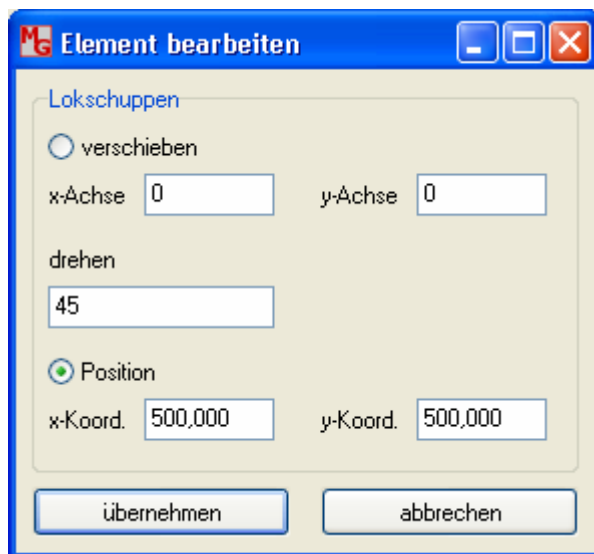 MG Element bearbeiten
Lokschuppen
verschieben
x-Achse 0 y-Achse 0
drehen
45
Position
x-Koord. 500,000 y-Koord. 500,000
übernehmen abbrechen